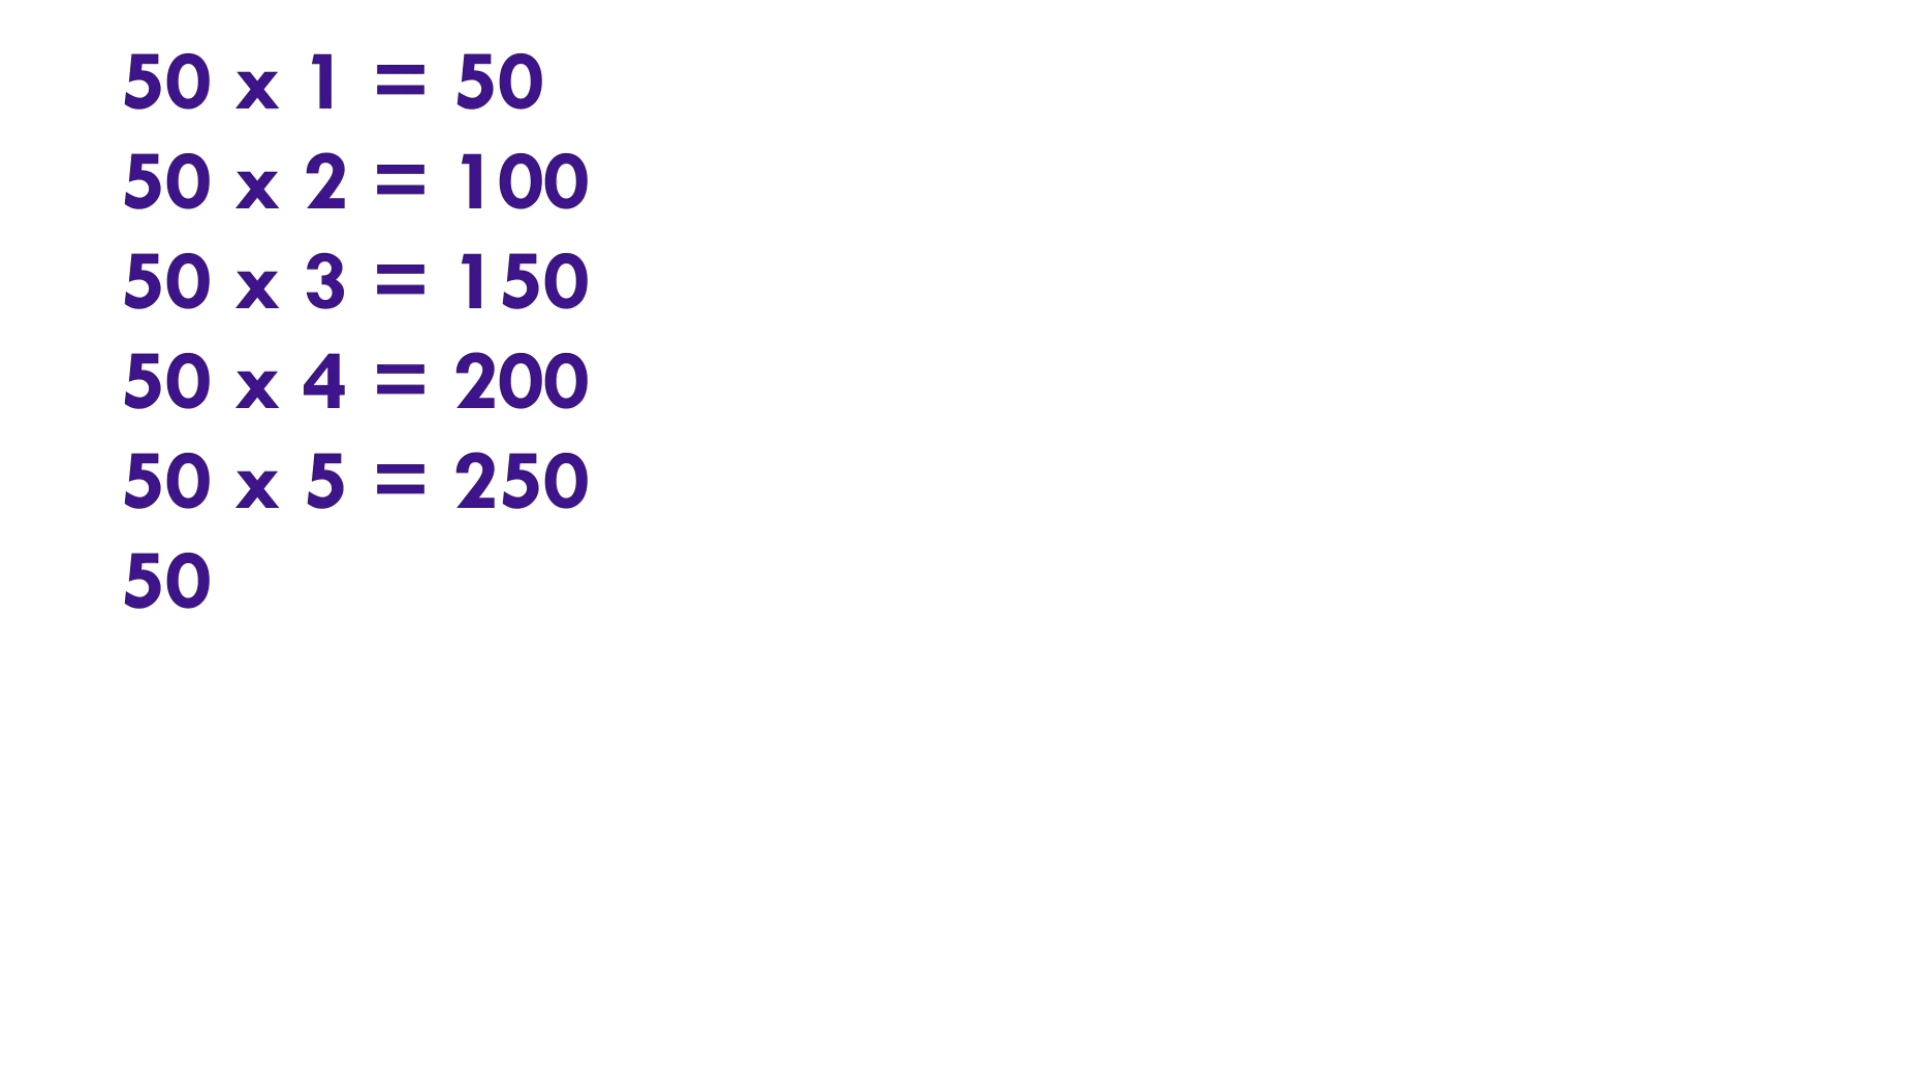 50 x 1 = 50
50 x 2 = 100
50 x 3 = 150
50 x 4 = 200
50 x 5 = 250
50